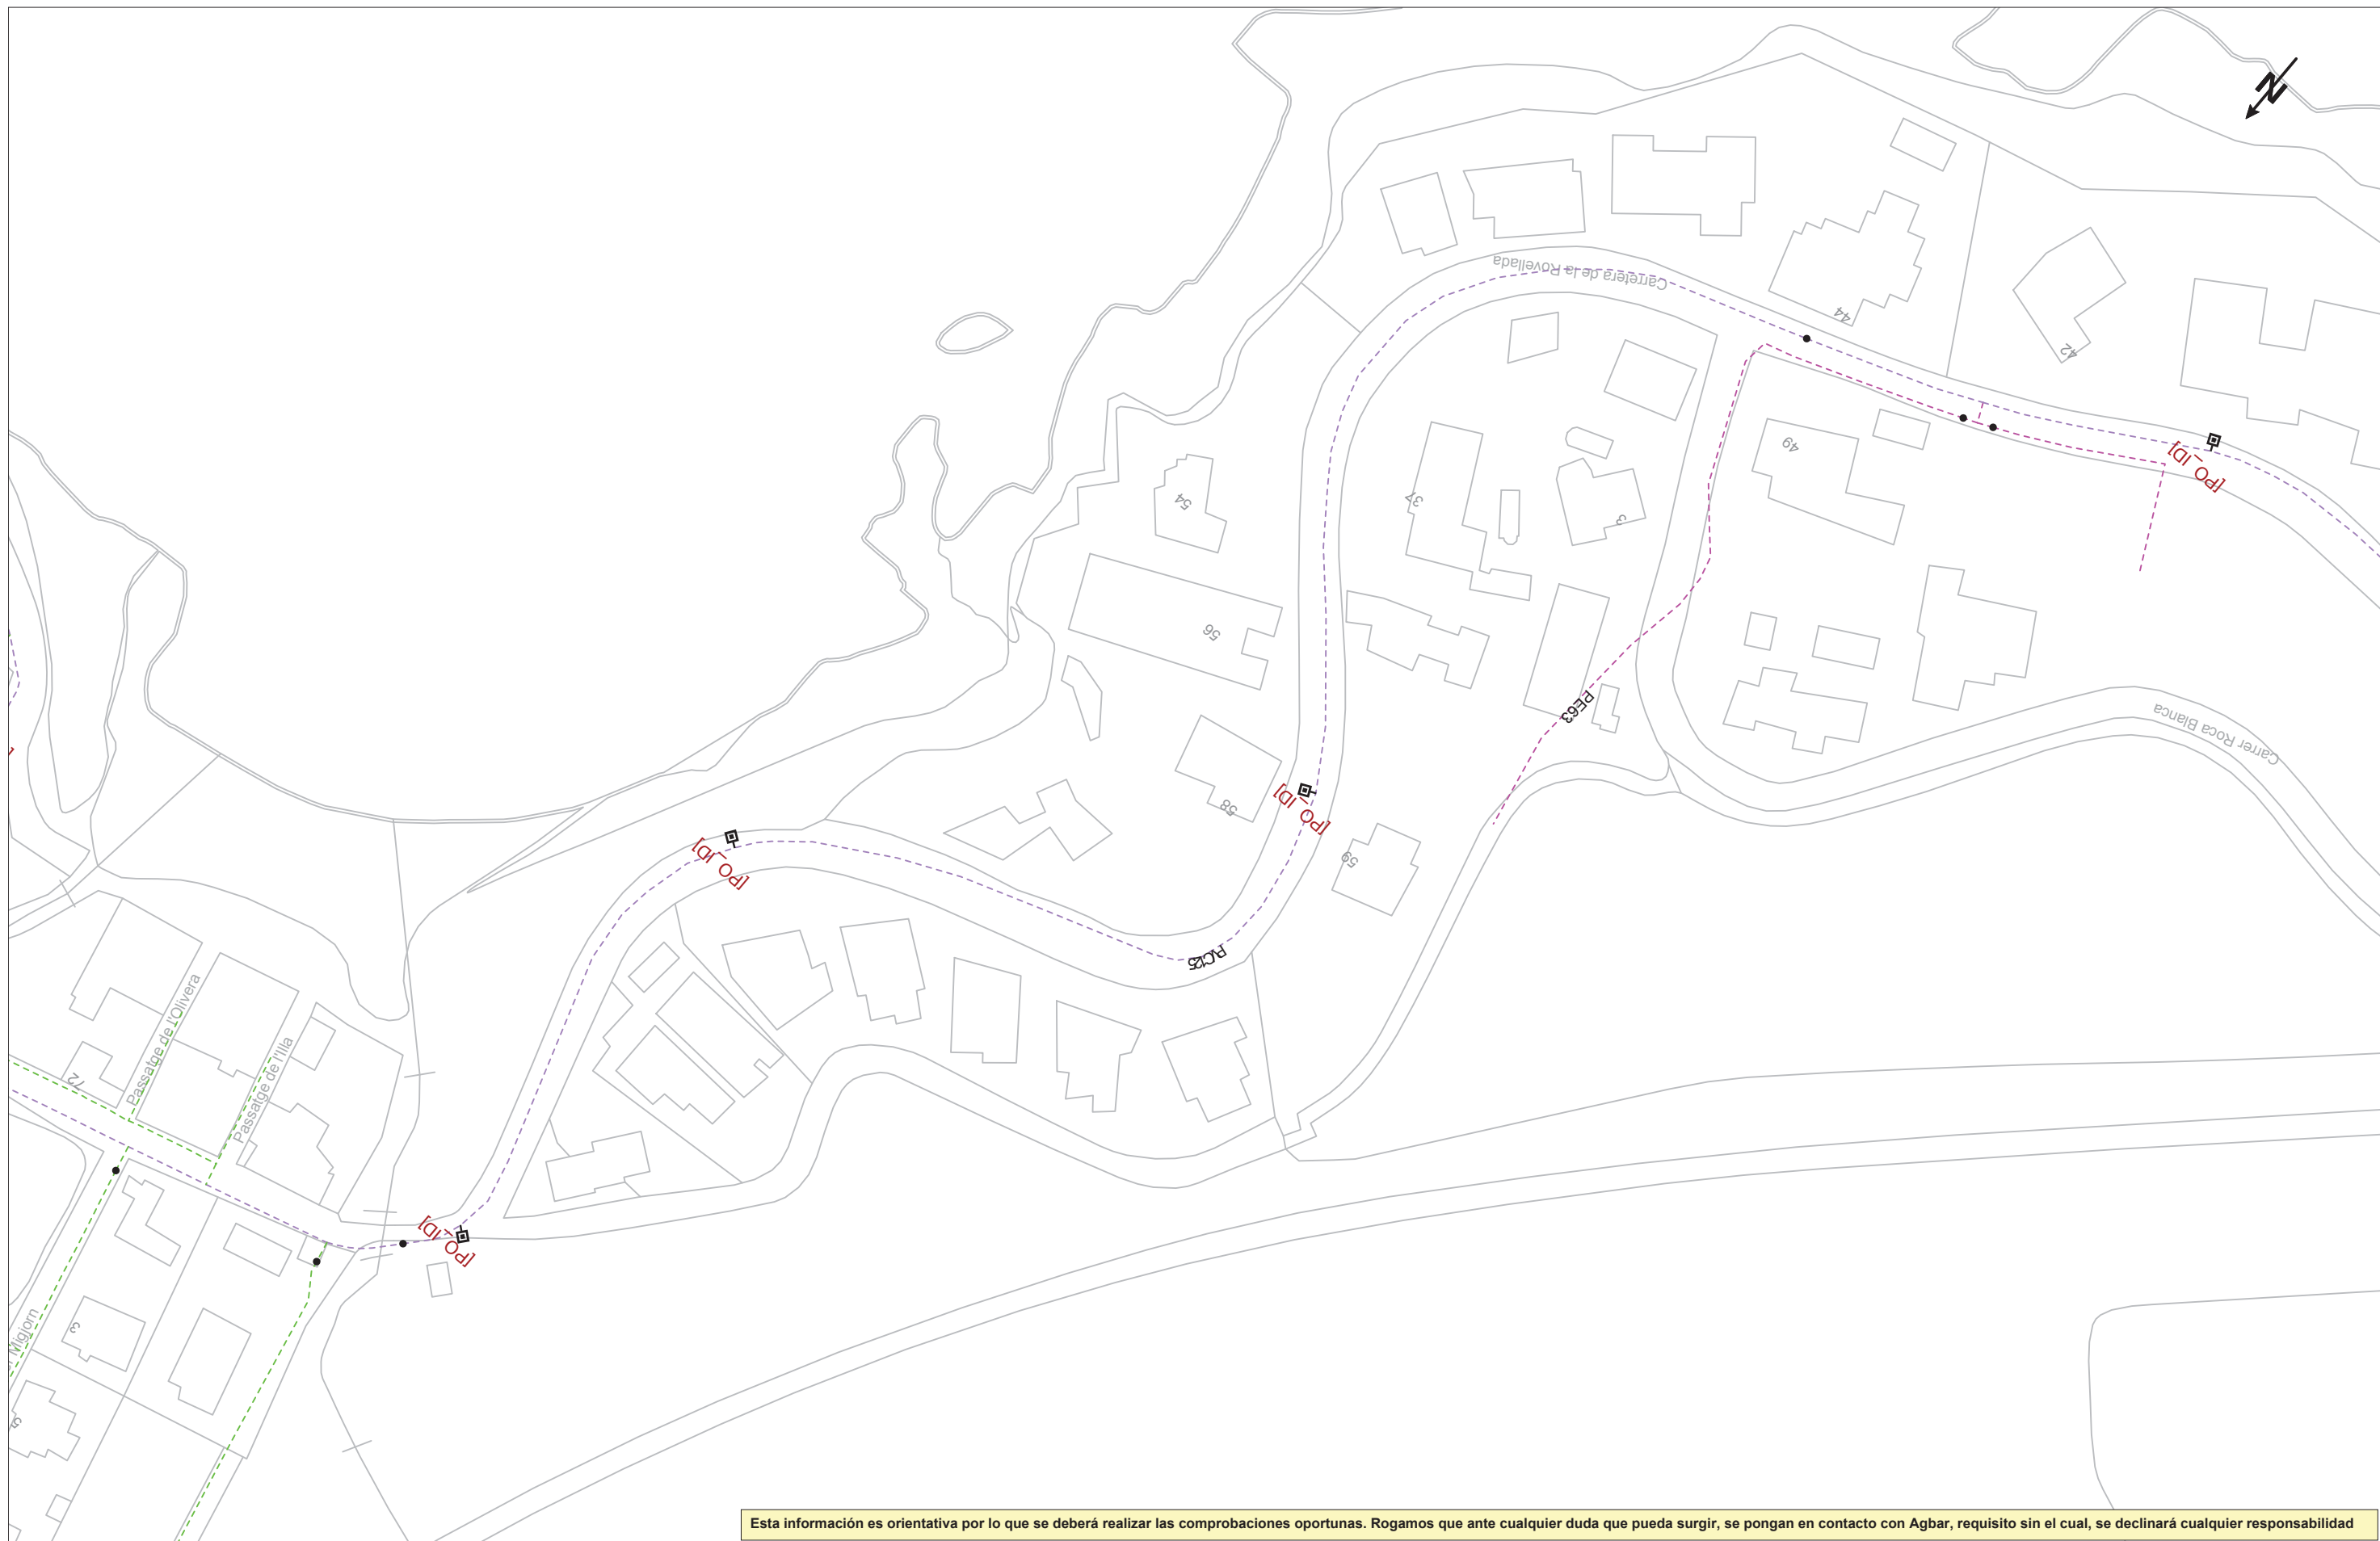 N
Carretera de la Rovellada
44
42
49
[PO_ID]
37
3
54
56
PE63
Carrer Roca Blanca
58
[PO_ID]
59
[PO_ID]
Passatge de l'Olivera
Passatge de l'Illa
72
[PO_ID]
Migjorn
3
5
Esta información es orientativa por lo que se deberá realizar las comprobaciones oportunas. Rogamos que ante cualquier duda que pueda surgir, se pongan en contacto con Agbar, requisito sin el cual, se declinará cualquier responsabilidad